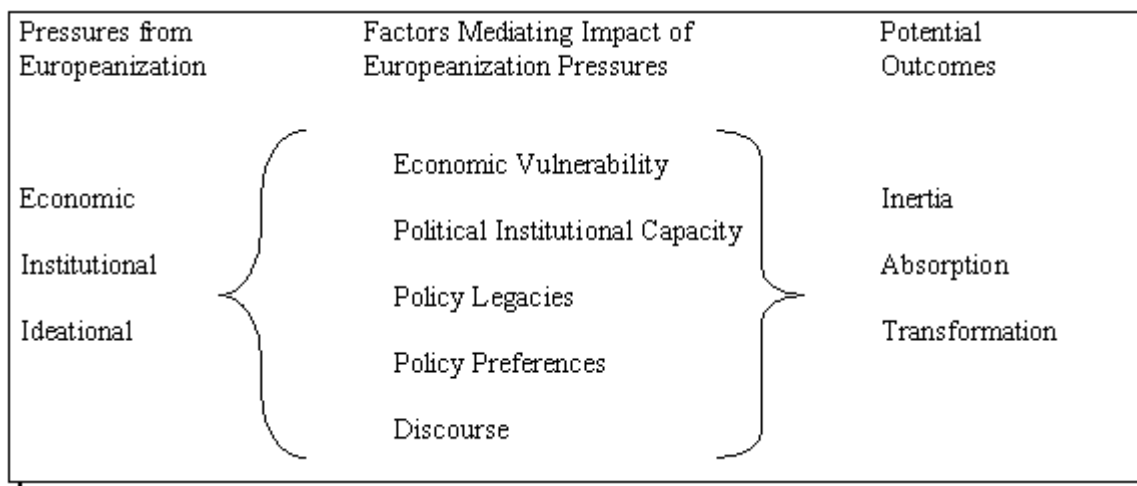 Pressures from
Europeanization
Factors Mediating Impact of
Europeanization Pressures
Potential
Outcomes
Economic
Institutional
Ideational
Economic Vulnerability
Political Institutional Capacity
Policy Legacies
Policy Preferences
Discourse
Inertia
Absorption
Transformation